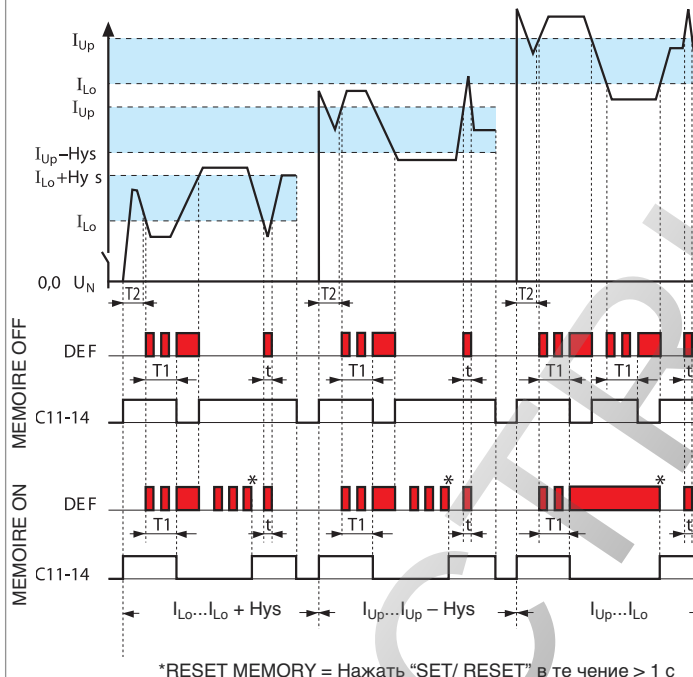 I_Up
I_Lo
I_Up
I_Up–Hys
I_Lo+Hy s
I_Lo
0,0 U_N
T2 T2 T2
MEMOIRE OFF
DEF
T1 t T1 t T1 T1 t
C11-14
MEMOIRE ON
DEF * * *
T1 t T1 t T1 t
C11-14
I_Lo...I_Lo + Hys I_Up...I_Up – Hys I_Up...I_Lo
*RESET MEMORY = Нажать “SET/ RESET” в те чение > 1 с
CTRI